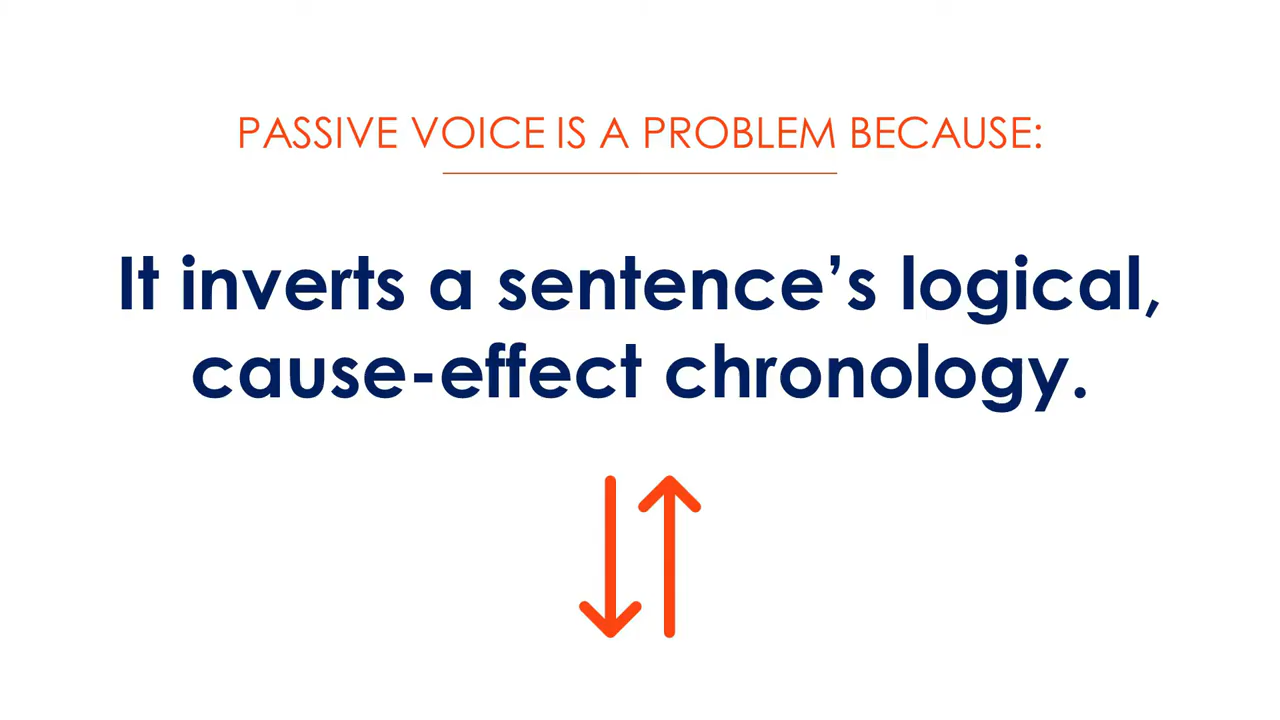 PASSIVE VOICE IS A PROBLEM BECAUSE:
It inverts a sentence’s logical,
cause-effect chronology.